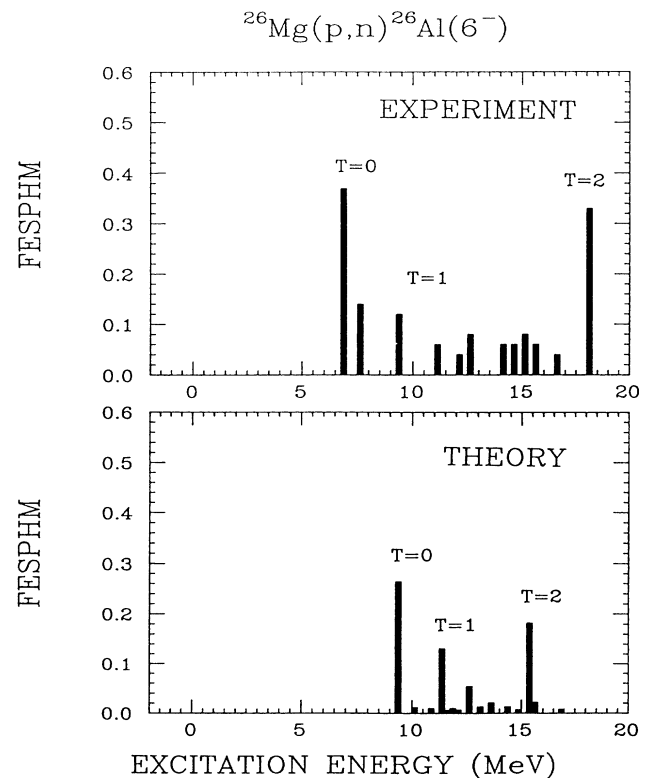 ²⁶Mg(p,n)²⁶Al(6⁻)
0.6
EXPERIMENT
0.5
T=0
T=2
0.4
FESPHM
0.3
T=1
0.2
0.1
0.0
0 5 10 15 20
0.6
THEORY
0.5
0.4
FESPHM
T=0
0.3
T=2
0.2
T=1
0.1
0.0
0 5 10 15 20
EXCITATION ENERGY (MeV)